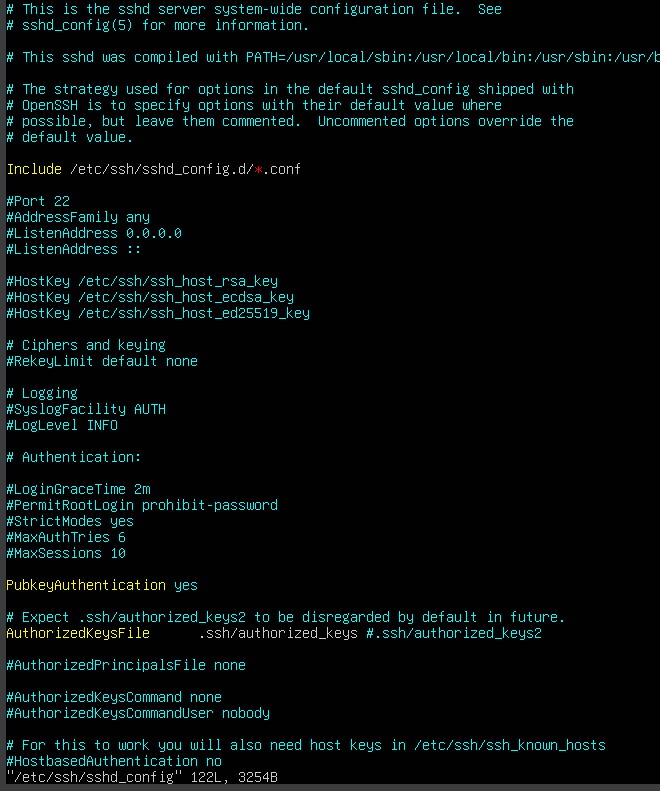 # This is the sshd server system-wide configuration file.  See
# sshd_config(5) for more information.
# This sshd was compiled with PATH=/usr/local/sbin:/usr/local/bin:/usr/sbin:/usr/b
# The strategy used for options in the default sshd_config shipped with
# OpenSSH is to specify options with their default value where
# possible, but leave them commented.  Uncommented options override the
# default value.
Include /etc/ssh/sshd_config.d/*.conf
#Port 22
#AddressFamily any
#ListenAddress 0.0.0.0
#ListenAddress ::
#HostKey /etc/ssh/ssh_host_rsa_key
#HostKey /etc/ssh/ssh_host_ecdsa_key
#HostKey /etc/ssh/ssh_host_ed25519_key
# Ciphers and keying
#RekeyLimit default none
# Logging
#SyslogFacility AUTH
#LogLevel INFO
# Authentication:
#LoginGraceTime 2m
#PermitRootLogin prohibit-password
#StrictModes yes
#MaxAuthTries 6
#MaxSessions 10
PubkeyAuthentication yes
# Expect .ssh/authorized_keys2 to be disregarded by default in future.
AuthorizedKeysFile      .ssh/authorized_keys #.ssh/authorized_keys2
#AuthorizedPrincipalsFile none
#AuthorizedKeysCommand none
#AuthorizedKeysCommandUser nobody
# For this to work you will also need host keys in /etc/ssh/ssh_known_hosts
#HostbasedAuthentication no
"/etc/ssh/sshd_config" 122L, 3254B